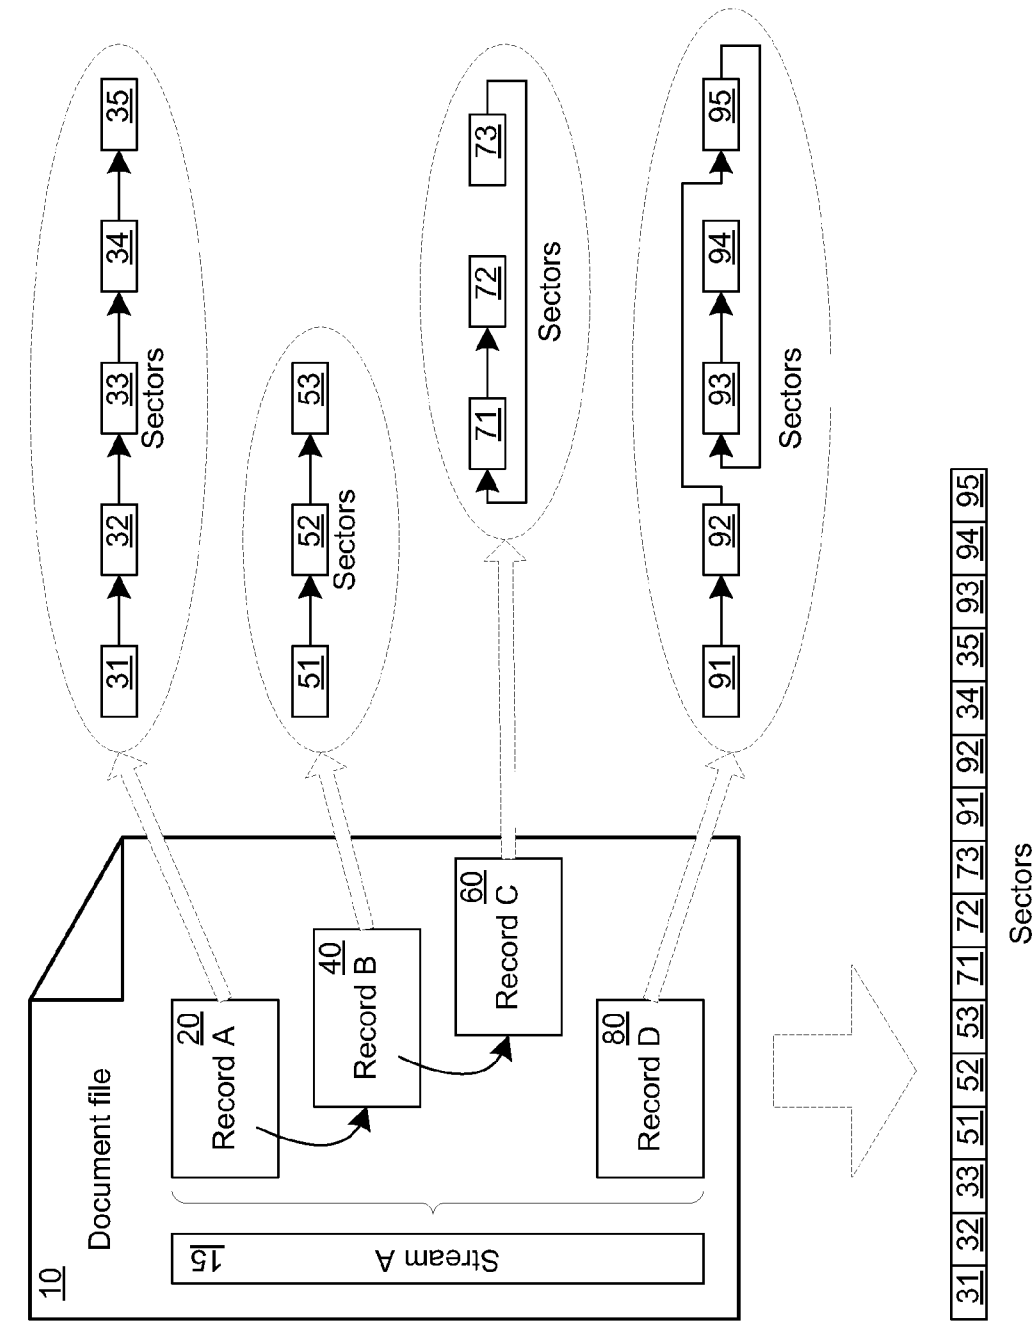 10
Document file
15
Stream A
20
Record A
40
Record B
60
Record C
80
Record D
31 32 33 34 35
Sectors
51 52 53
Sectors
71 72 73
Sectors
91 92 93 94 95
Sectors
31 32 33 51 52 53 71 72 73 91 92 34 35 93 94 95
Sectors